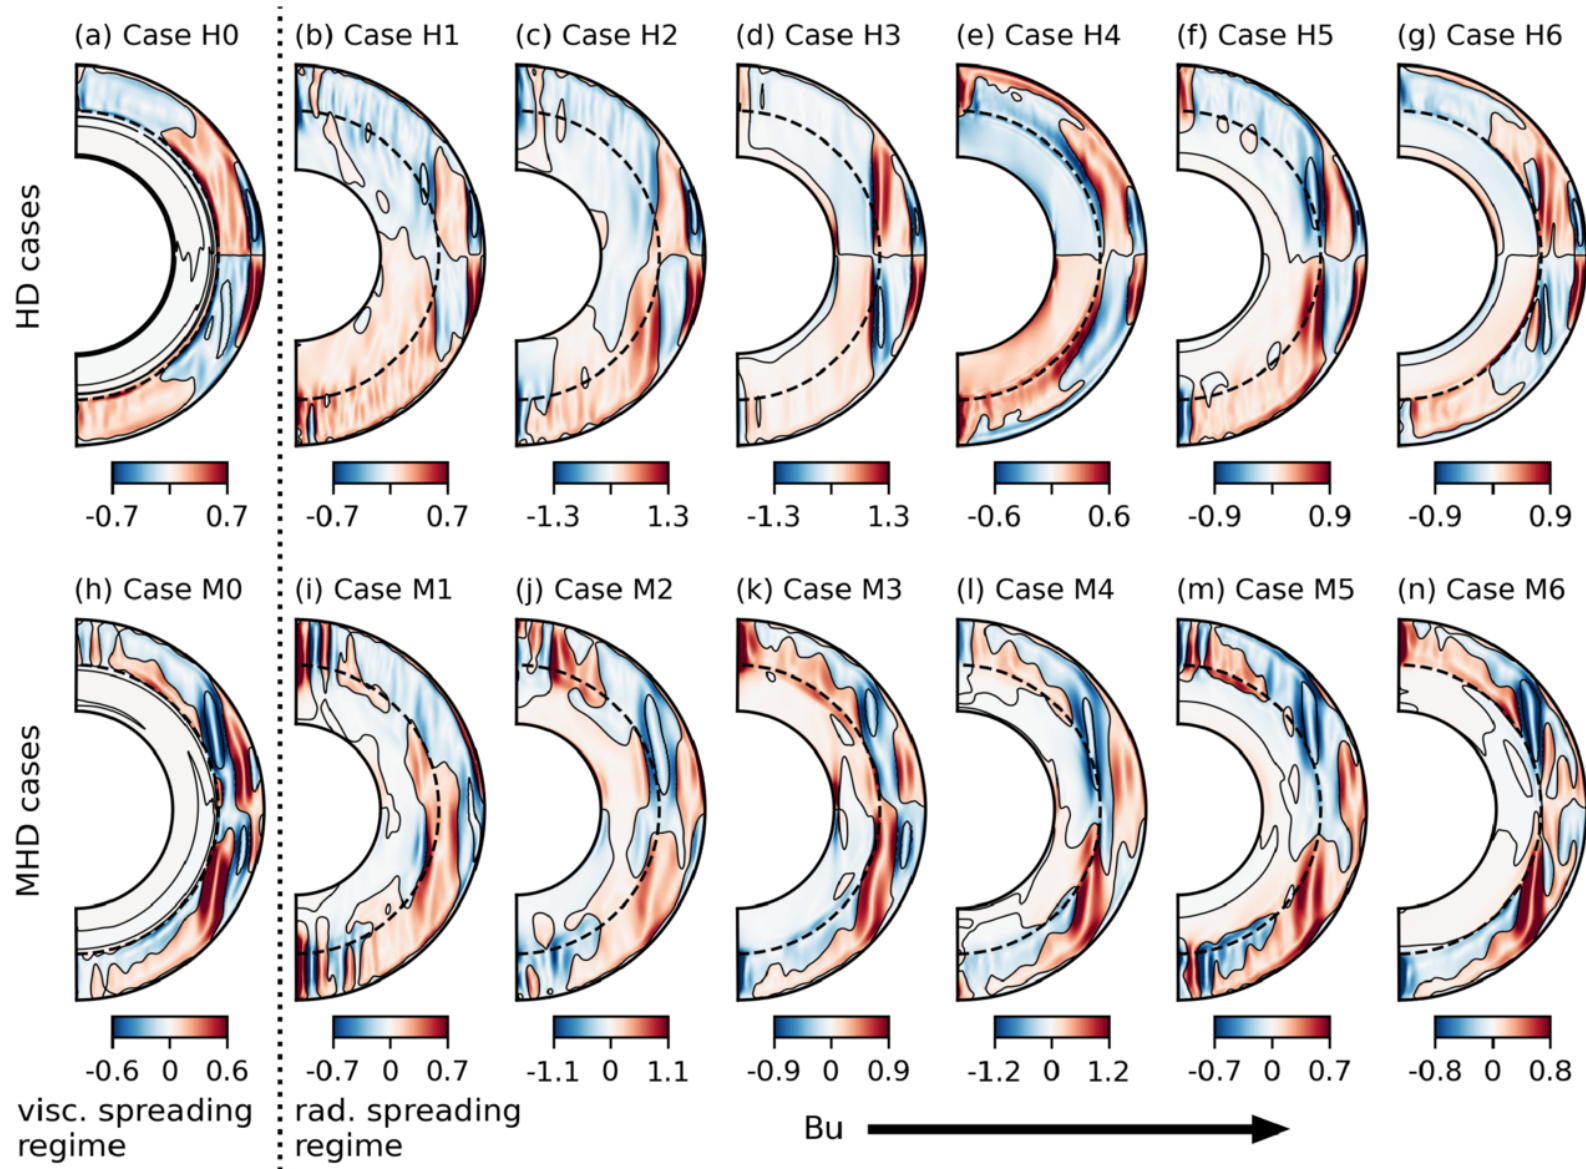 (a) Case H0
(b) Case H1
(c) Case H2
(d) Case H3
(e) Case H4
(f) Case H5
(g) Case H6
HD cases
-0.7 0.7
-0.7 0.7
-1.3 1.3
-1.3 1.3
-0.6 0.6
-0.9 0.9
-0.9 0.9
(h) Case M0
(i) Case M1
(j) Case M2
(k) Case M3
(l) Case M4
(m) Case M5
(n) Case M6
MHD cases
-0.6 0 0.6
-0.7 0 0.7
-1.1 0 1.1
-0.9 0 0.9
-1.2 0 1.2
-0.7 0 0.7
-0.8 0 0.8
visc. spreading
regime
rad. spreading
regime
Bu